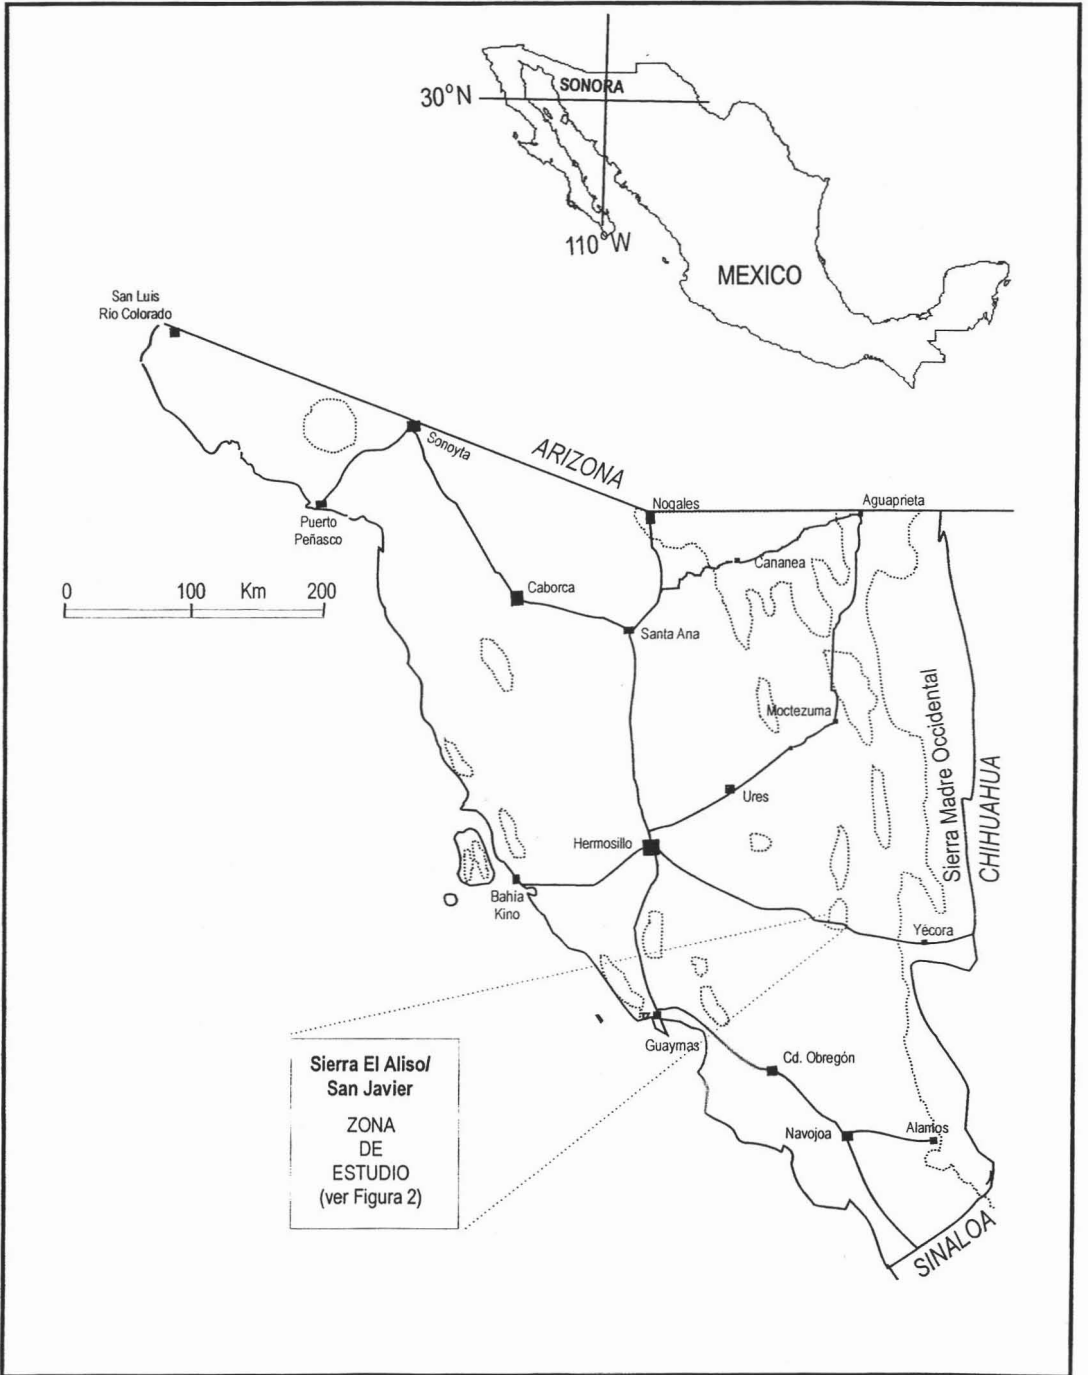 SONORA
30°N
110°W
MEXICO
San Luis
Rio Colorado
Sonoyta
ARIZONA
Nogales
Aguaprieta
Puerto
Peñasco
Cananea
0 100 Km 200
Caborca
Santa Ana
Moctezuma
Sierra Madre Occidental
CHIHUAHUA
Ures
Hermosillo
Bahía
Kino
Yécora
Guaymas
Cd. Obregón
Sierra El Aliso/
San Javier
ZONA
DE
ESTUDIO
(ver Figura 2)
Navojoa
Alamos
SINALOA